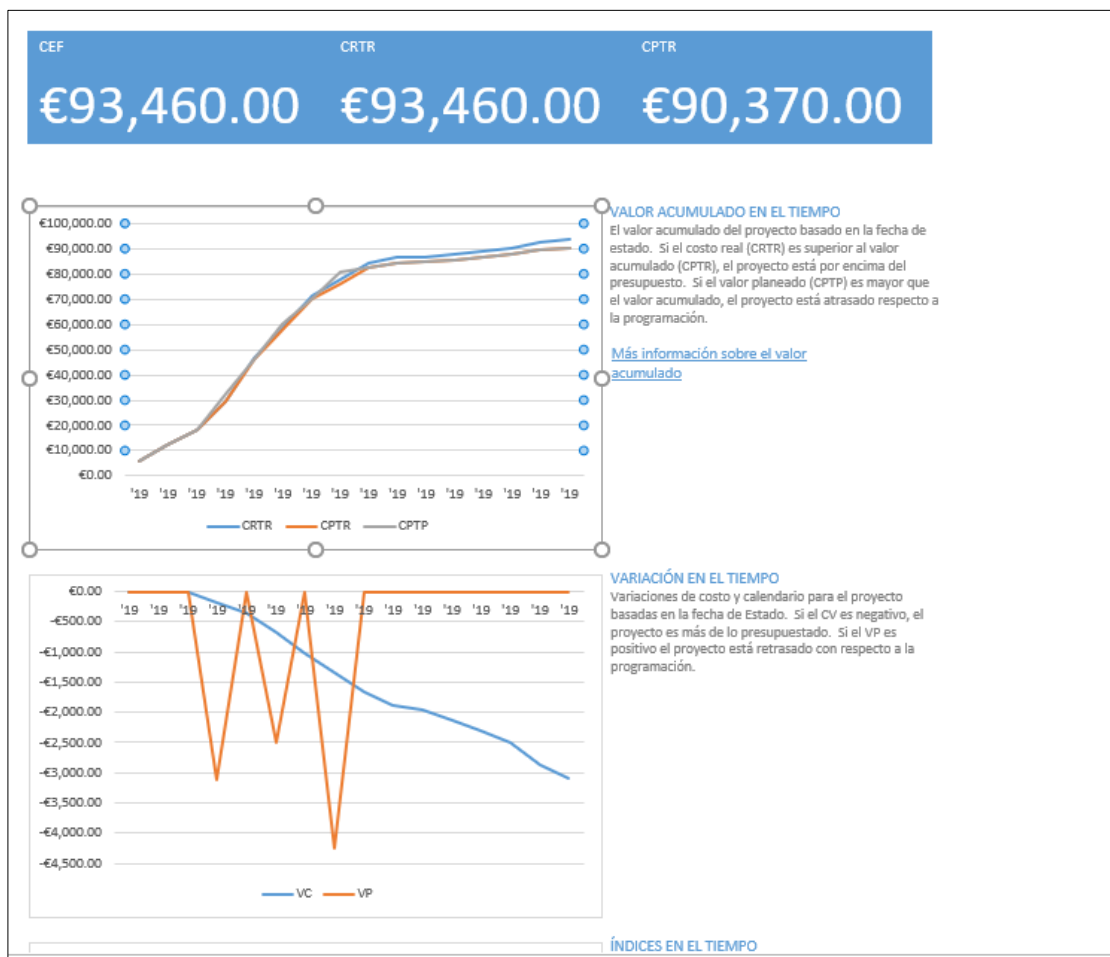 CEF CRTR CPTR
€93,460.00 €93,460.00 €90,370.00
VALOR ACUMULADO EN EL TIEMPO
El valor acumulado del proyecto basado en la fecha de
estado. Si el costo real (CRTR) es superior al valor
acumulado (CPTR), el proyecto está por encima del
presupuesto. Si el valor planeado (CPTP) es mayor que
el valor acumulado, el proyecto está atrasado respecto a
la programación.
Más información sobre el valor
acumulado
€100,000.00
€90,000.00
€80,000.00
€70,000.00
€60,000.00
€50,000.00
€40,000.00
€30,000.00
€20,000.00
€10,000.00
€0.00
'19 '19 '19 '19 '19 '19 '19 '19 '19 '19 '19 '19 '19 '19 '19 '19
CRTR CPTR CPTP
VARIACIÓN EN EL TIEMPO
Variaciones de costo y calendario para el proyecto
basadas en la fecha de Estado. Si el CV es negativo, el
proyecto es más de lo presupuestado. Si el VP es
positivo el proyecto está retrasado con respecto a la
programación.
€0.00
'19 '19 '19 '19 '19 '19 '19 '19 '19 '19 '19 '19 '19 '19 '19 '19
-€500.00
-€1,000.00
-€1,500.00
-€2,000.00
-€2,500.00
-€3,000.00
-€3,500.00
-€4,000.00
-€4,500.00
VC VP
ÍNDICES EN EL TIEMPO